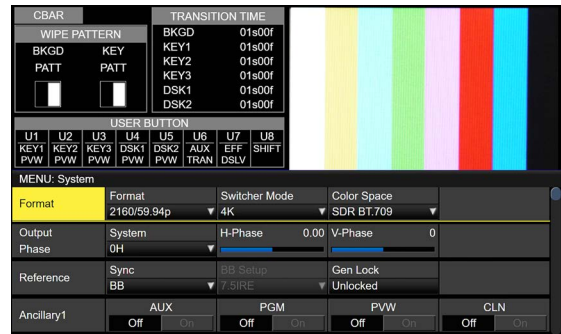 CBAR
WIPE PATTERN
BKGD KEY
PATT PATT
TRANSITION TIME
BKGD 01s00f
KEY1 01s00f
KEY2 01s00f
KEY3 01s00f
DSK1 01s00f
DSK2 01s00f
USER BUTTON
U1 U2 U3 U4 U5 U6 U7 U8
KEY1 KEY2 KEY3 DSK1 DSK2 AUX EFF SHIFT
PVW PVW PVW PVW PVW TRAN DSLV
MENU: System
Format
Format Switcher Mode Color Space
2160/59.94p 4K SDR BT.709
Output Phase
System H-Phase 0.00 V-Phase 0
0H
Reference
Sync BB Setup Gen Lock
BB 7.5IRE Unlocked
Ancillary1
AUX PGM PVW CLN
Off On Off On Off On Off On